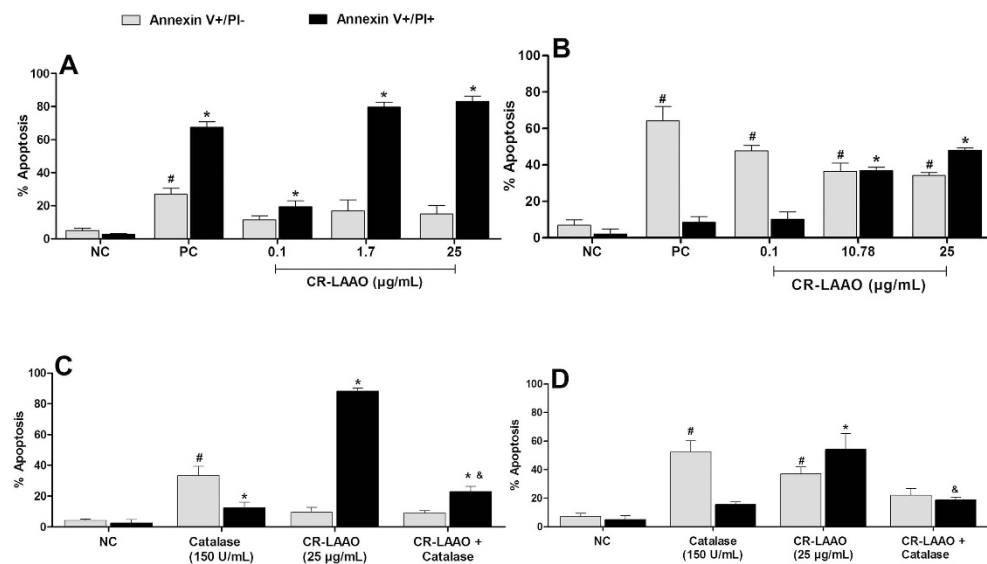 Annexin V+/PI- Annexin V+/PI+
A
% Apoptosis
100
80
60
40
20
0
# * * * *
NC PC 0.1 1.7 25
CR-LAAO (µg/mL)
B
% Apoptosis
100
80
60
40
20
0
# # # * # *
NC PC 0.1 10.78 25
CR-LAAO (µg/mL)
C
% Apoptosis
100
80
60
40
20
0
# * * * &
NC Catalase CR-LAAO CR-LAAO +
(150 U/mL) (25 µg/mL) Catalase
D
% Apoptosis
100
80
60
40
20
0
# # * &
NC Catalase CR-LAAO CR-LAAO +
(150 U/mL) (25 µg/mL) Catalase